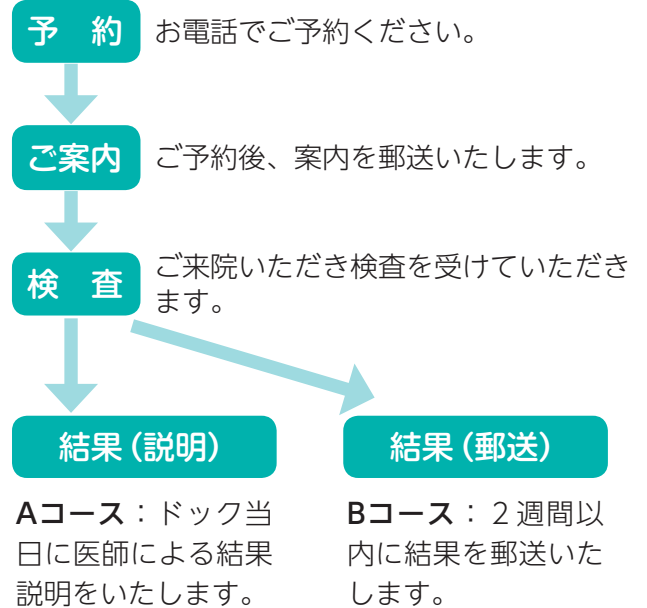 予　約
お電話でご予約ください。
ご案内
ご予約後、案内を郵送いたします。
検　査
ご来院いただき検査を受けていただき
ます。
結果（説明）
Aコース：ドック当
日に医師による結果
説明をいたします。
結果（郵送）
Bコース：２週間以
内に結果を郵送いた
します。